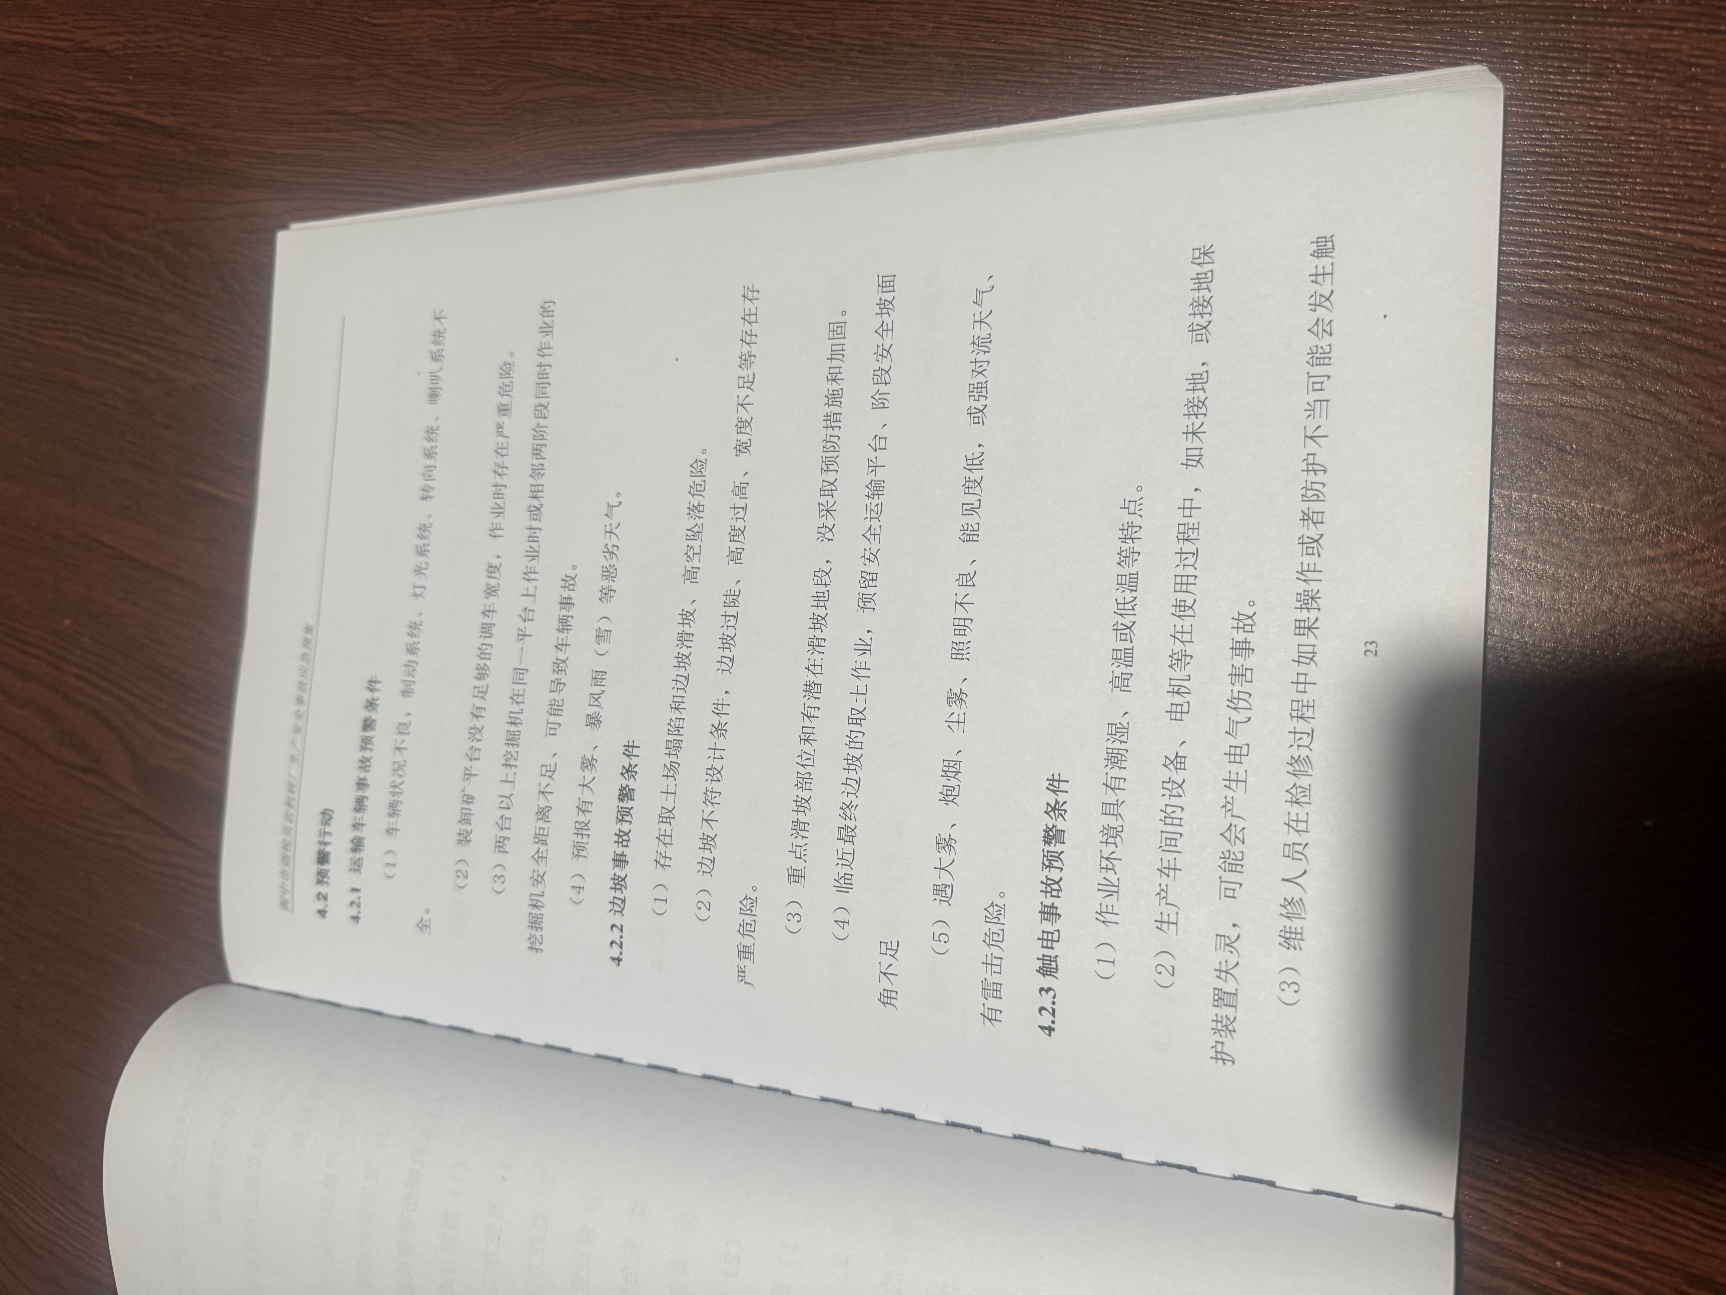 4.2 预警行动
4.2.1 运输车辆事故预警条件
（1）车辆状况不良，制动系统、灯光系统、转向系统、喇叭系统不
全。
（2）装卸矿平台没有足够的调车宽度，作业时存在严重危险。
（3）两台以上挖掘机在同一平台上作业时或相邻两阶段同时作业的
挖掘机安全距离不足、可能导致车辆事故。
（4）预报有大雾、暴风雨（雪）等恶劣天气。
4.2.2 边坡事故预警条件
（1）存在取土场塌陷和边坡滑坡、高空坠落危险。
（2）边坡不符设计条件，边坡过陡、高度过高、宽度不足等存在存
严重危险。
（3）重点滑坡部位和有潜在滑坡地段，没采取预防措施和加固。
（4）临近最终边坡的取土作业，预留安全运输平台、阶段安全坡面
角不足
（5）遇大雾、炮烟、尘雾、照明不良、能见度低，或强对流天气、
有雷击危险。
4.2.3 触电事故预警条件
（1）作业环境具有潮湿、高温或低温等特点。
（2）生产车间的设备、电机等在使用过程中，如未接地，或接地保
护装置失灵，可能会产生电气伤害事故。
（3）维修人员在检修过程中如果操作或者防护不当可能会发生触
23